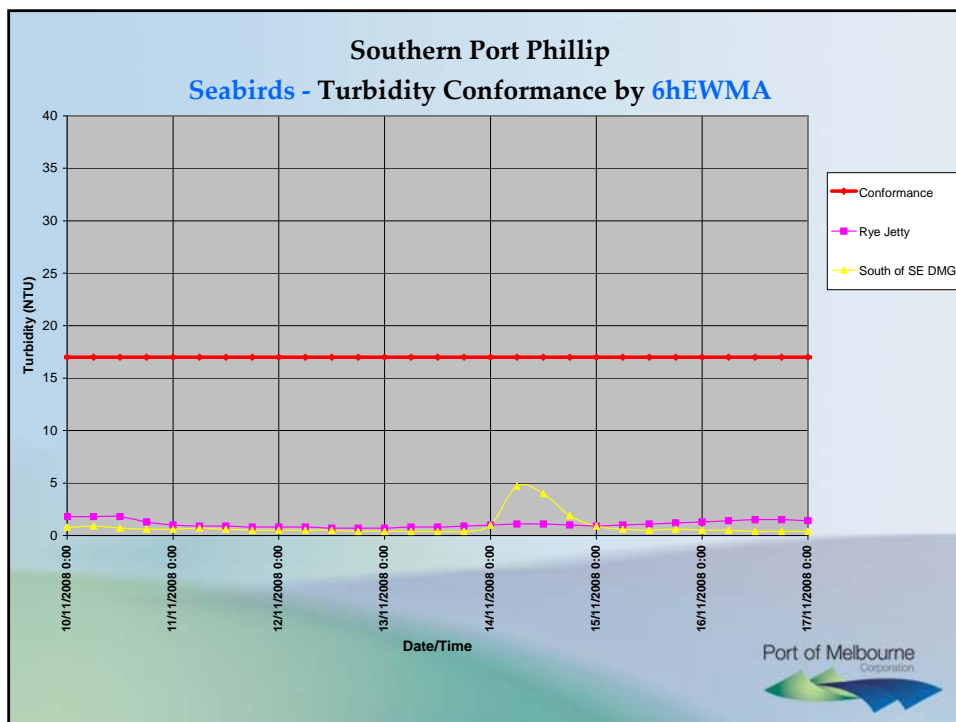 Southern Port Phillip
Seabirds - Turbidity Conformance by 6hEWMA
40
35
30
25
20
15
10
5
0
Turbidity (NTU)
10/11/2008 0:00
11/11/2008 0:00
12/11/2008 0:00
13/11/2008 0:00
14/11/2008 0:00
15/11/2008 0:00
16/11/2008 0:00
17/11/2008 0:00
Date/Time
Conformance
Rye Jetty
South of SE DMG
Port of Melbourne
Corporation